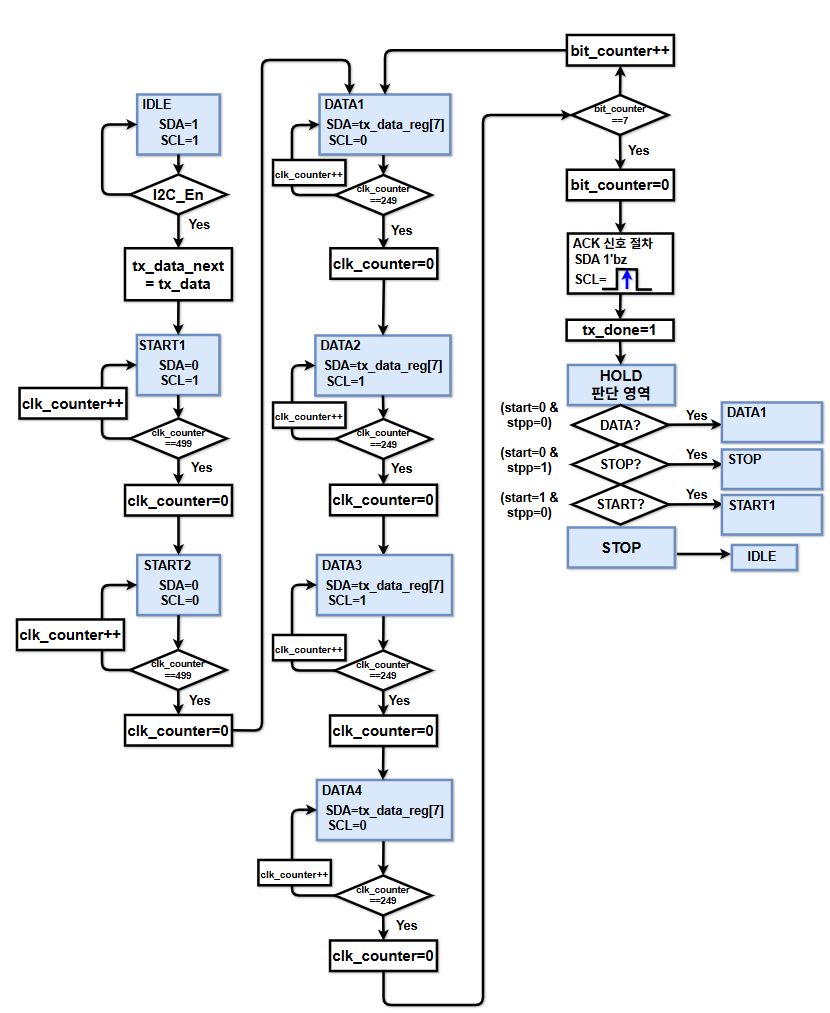 IDLE
SDA=1
SCL=1
I2C_En
Yes
tx_data_next
= tx_data
START1
SDA=0
SCL=1
clk_counter++
clk_counter
==499
Yes
clk_counter=0
START2
SDA=0
SCL=0
clk_counter++
clk_counter
==499
Yes
clk_counter=0
DATA1
SDA=tx_data_reg[7]
SCL=0
clk_counter++
clk_counter
==249
Yes
clk_counter=0
DATA2
SDA=tx_data_reg[7]
SCL=1
clk_counter++
clk_counter
==249
Yes
clk_counter=0
DATA3
SDA=tx_data_reg[7]
SCL=1
clk_counter++
clk_counter
==249
Yes
clk_counter=0
DATA4
SDA=tx_data_reg[7]
SCL=0
clk_counter++
clk_counter
==249
Yes
clk_counter=0
bit_counter++
bit_counter
==7
Yes
bit_counter=0
ACK 신호 절차
SDA 1'bz
SCL=
tx_done=1
HOLD
판단 영역
(start=0 &
stpp=0)
DATA?
Yes
DATA1
(start=0 &
stpp=1)
STOP?
Yes
STOP
(start=1 &
stpp=0)
START?
Yes
START1
STOP
IDLE